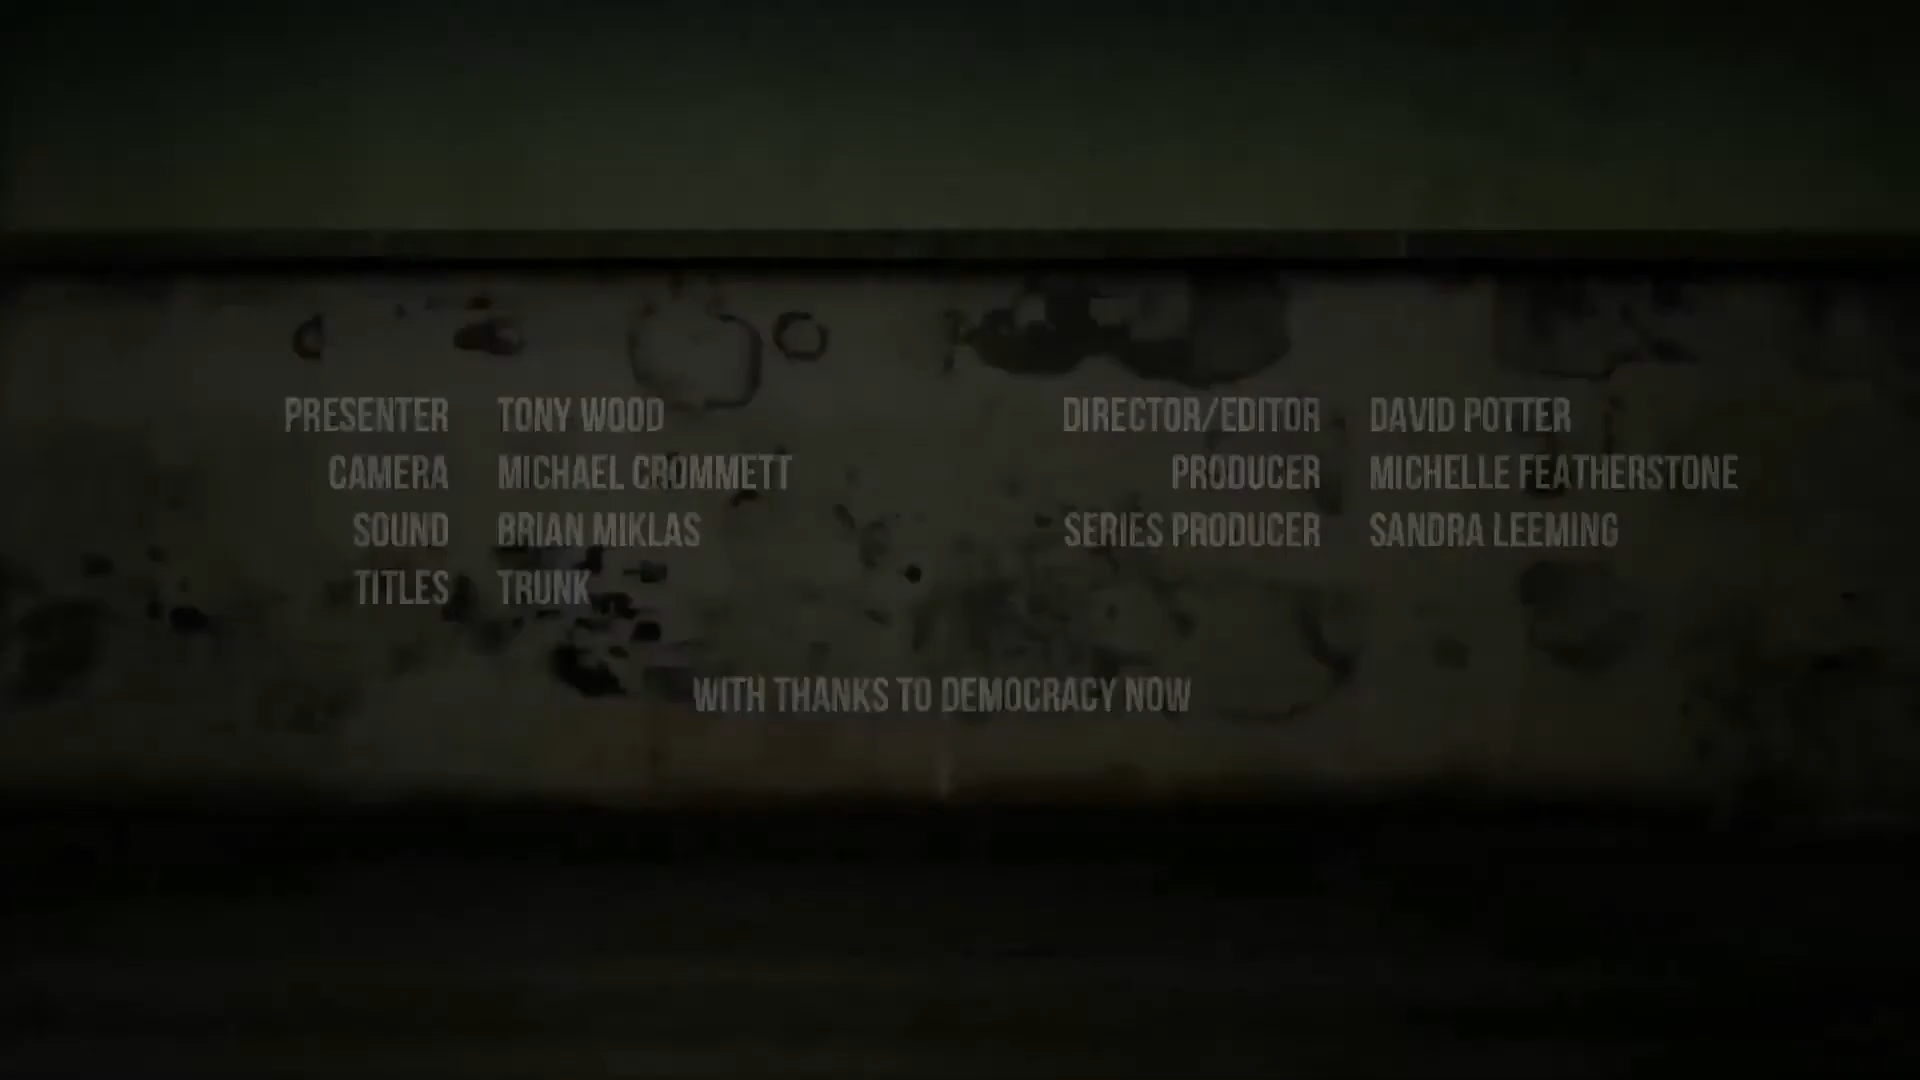 PRESENTER TONY WOOD
CAMERA MICHAEL CROMMETT
SOUND BRIAN MIKLAS
TITLES TRUNK
DIRECTOR/EDITOR DAVID POTTER
PRODUCER MICHELLE FEATHERSTONE
SERIES PRODUCER SANDRA LEEMING
WITH THANKS TO DEMOCRACY NOW